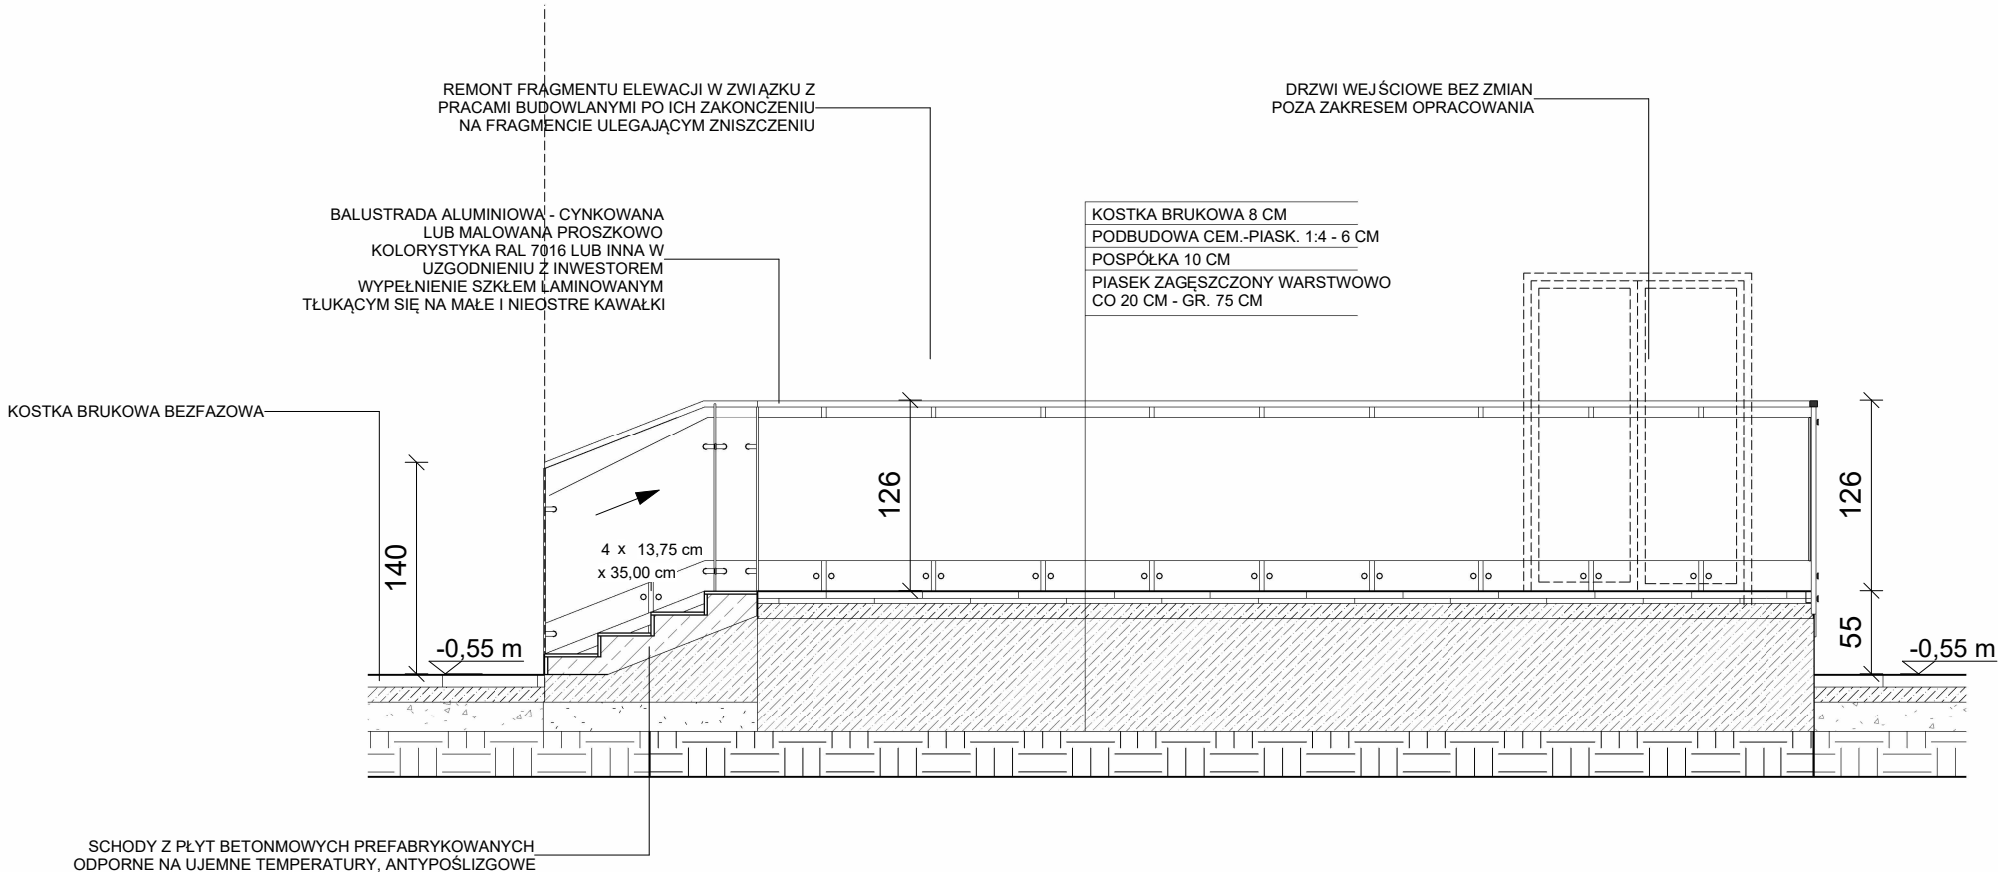 REMONT FRAGMENTU ELEWACJI W ZWIĄZKU Z
PRACAMI BUDOWLANYMI PO ICH ZAKONCZENIU
NA FRAGMENCIE ULEGAJĄCYM ZNISZCZENIU
DRZWI WEJŚCIOWE BEZ ZMIAN
POZA ZAKRESEM OPRACOWANIA
BALUSTRADA ALUMINIOWA - CYNKOWANA
LUB MALOWANA PROSZKOWO
KOLORYSTYKA RAL 7016 LUB INNA W
UZGODNIENIU Z INWESTOREM
WYPEŁNIENIE SZKŁEM LAMINOWANYM
TŁUKĄCYM SIĘ NA MAŁE I NIEOSTRE KAWAŁKI
KOSTKA BRUKOWA 8 CM
PODBUDOWA CEM.-PIASK. 1:4 - 6 CM
POSPÓŁKA 10 CM
PIASEK ZAGĘSZCZONY WARSTWOWO
CO 20 CM - GR. 75 CM
KOSTKA BRUKOWA BEZFAZOWA
140
126
126
4 x 13,75 cm
x 35,00 cm
55
-0,55 m
-0,55 m
SCHODY Z PŁYT BETONMOWYCH PREFABRYKOWANYCH
ODPORNE NA UJEMNE TEMPERATURY, ANTYPOŚLIZGOWE